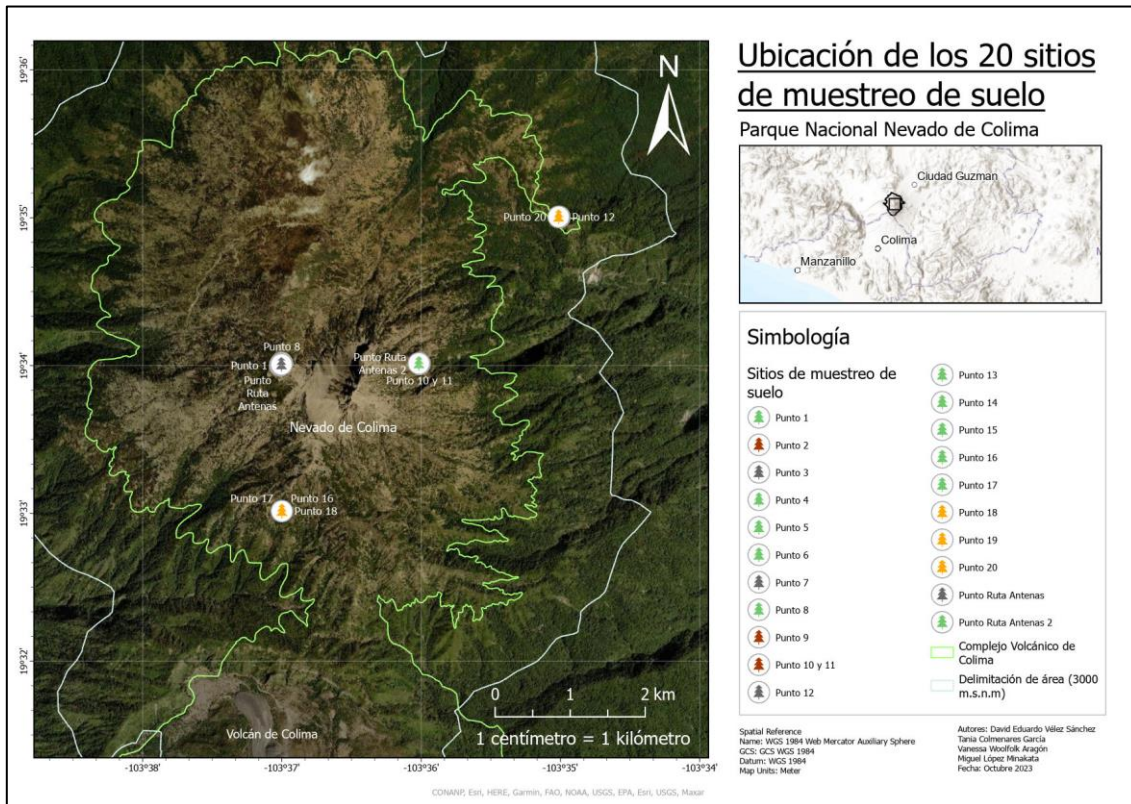 Ubicación de los 20 sitios
de muestreo de suelo
Parque Nacional Nevado de Colima
Ciudad Guzman
Colima
Manzanillo
N
19°36'
19°35'
19°34'
19°33'
19°32'
Punto 20
Punto 12
Punto 8
Punto 1
Punto
Ruta
Antenas
Punto Ruta
Antenas 2
Punto 10 y 11
Nevado de Colima
Punto 17
Punto 16
Punto 18
Volcán de Colima
0 1 2 km
1 centímetro = 1 kilómetro
-103°38' -103°37' -103°36' -103°35' -103°34'
CONANP, Esri, HERE, Garmin, FAO, NOAA, USGS, EPA, Esri, USGS, Maxar
Simbología
Sitios de muestreo de
suelo
Punto 1
Punto 2
Punto 3
Punto 4
Punto 5
Punto 6
Punto 7
Punto 8
Punto 9
Punto 10 y 11
Punto 12
Punto 13
Punto 14
Punto 15
Punto 16
Punto 17
Punto 18
Punto 19
Punto 20
Punto Ruta Antenas
Punto Ruta Antenas 2
Complejo Volcánico de
Colima
Delimitación de área (3000
m.s.n.m)
Spatial Reference
Name: WGS 1984 Web Mercator Auxiliary Sphere
GCS: GCS WGS 1984
Datum: WGS 1984
Map Units: Meter
Autores: David Eduardo Vélez Sánchez
Tania Colmenares García
Vanessa Woolfolk Aragón
Miguel López Minakata
Fecha: Octubre 2023